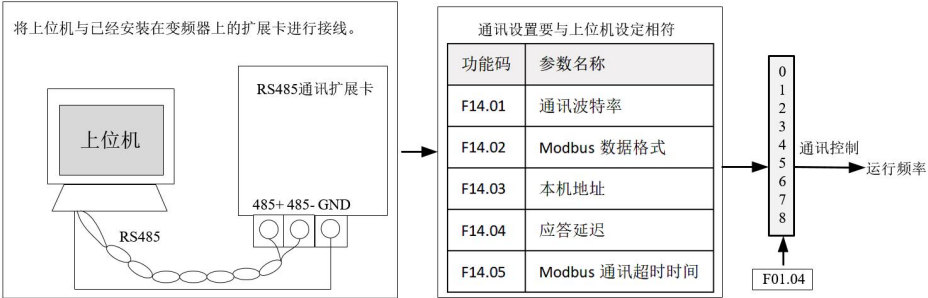 将上位机与已经安装在变频器上的扩展卡进行接线。
RS485通讯扩展卡
上位机
485+ 485- GND
RS485
通讯设置要与上位机设定相符
功能码 参数名称
F14.01 通讯波特率
F14.02 Modbus 数据格式
F14.03 本机地址
F14.04 应答延迟
F14.05 Modbus 通讯超时时间
0
1
2
3
4
5
6
7
8
通讯控制
运行频率
F01.04